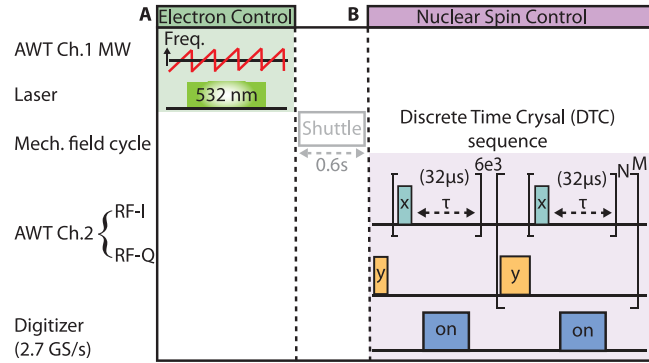 A Electron Control B Nuclear Spin Control
AWT Ch.1 MW Freq.
Laser 532 nm
Mech. field cycle Shuttle
0.6s
Discrete Time Crysal (DTC)
sequence
6e3 N M
(32µs) (32µs)
x τ x τ
AWT Ch.2 RF-I
RF-Q
y y
Digitizer
(2.7 GS/s)
on on